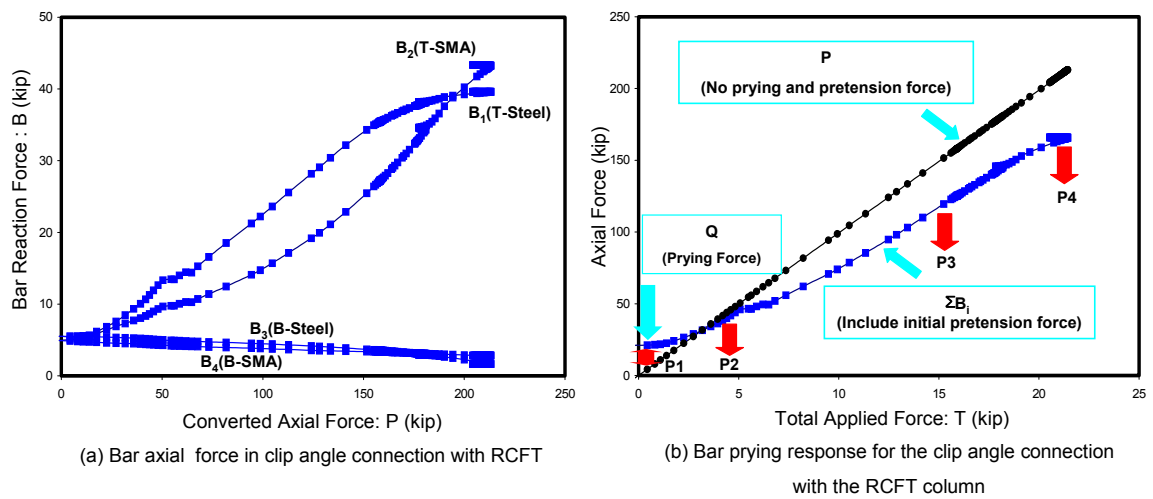 50
40
30
20
10
0
Bar Reaction Force : B (kip)
B2(T-SMA)
B1(T-Steel)
B3(B-Steel)
B4(B-SMA)
0 50 100 150 200 250
Converted Axial Force: P (kip)
(a) Bar axial force in clip angle connection with RCFT
250
200
150
100
50
0
Axial Force (kip)
P
(No prying and pretension force)
Q
(Prying Force)
P4
P3
ΣBi
(Include initial pretension force)
P1
P2
0 5 10 15 20 25
Total Applied Force: T (kip)
(b) Bar prying response for the clip angle connection
with the RCFT column